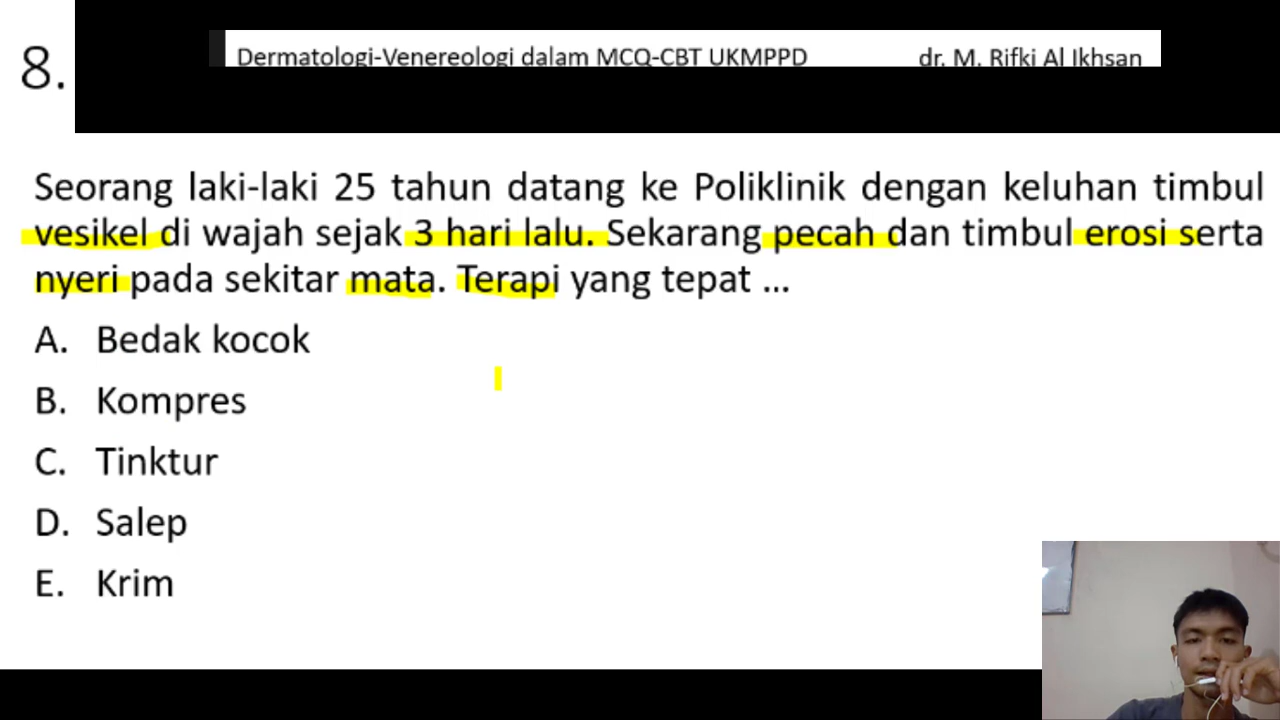 8.
Dermatologi-Venereologi dalam MCQ-CBT UKMPPD dr. M. Rifki Al Ikhsan
Seorang laki-laki 25 tahun datang ke Poliklinik dengan keluhan timbul
vesikel di wajah sejak 3 hari lalu. Sekarang pecah dan timbul erosi serta
nyeri pada sekitar mata. Terapi yang tepat ...
A. Bedak kocok
B. Kompres
C. Tinktur
D. Salep
E. Krim